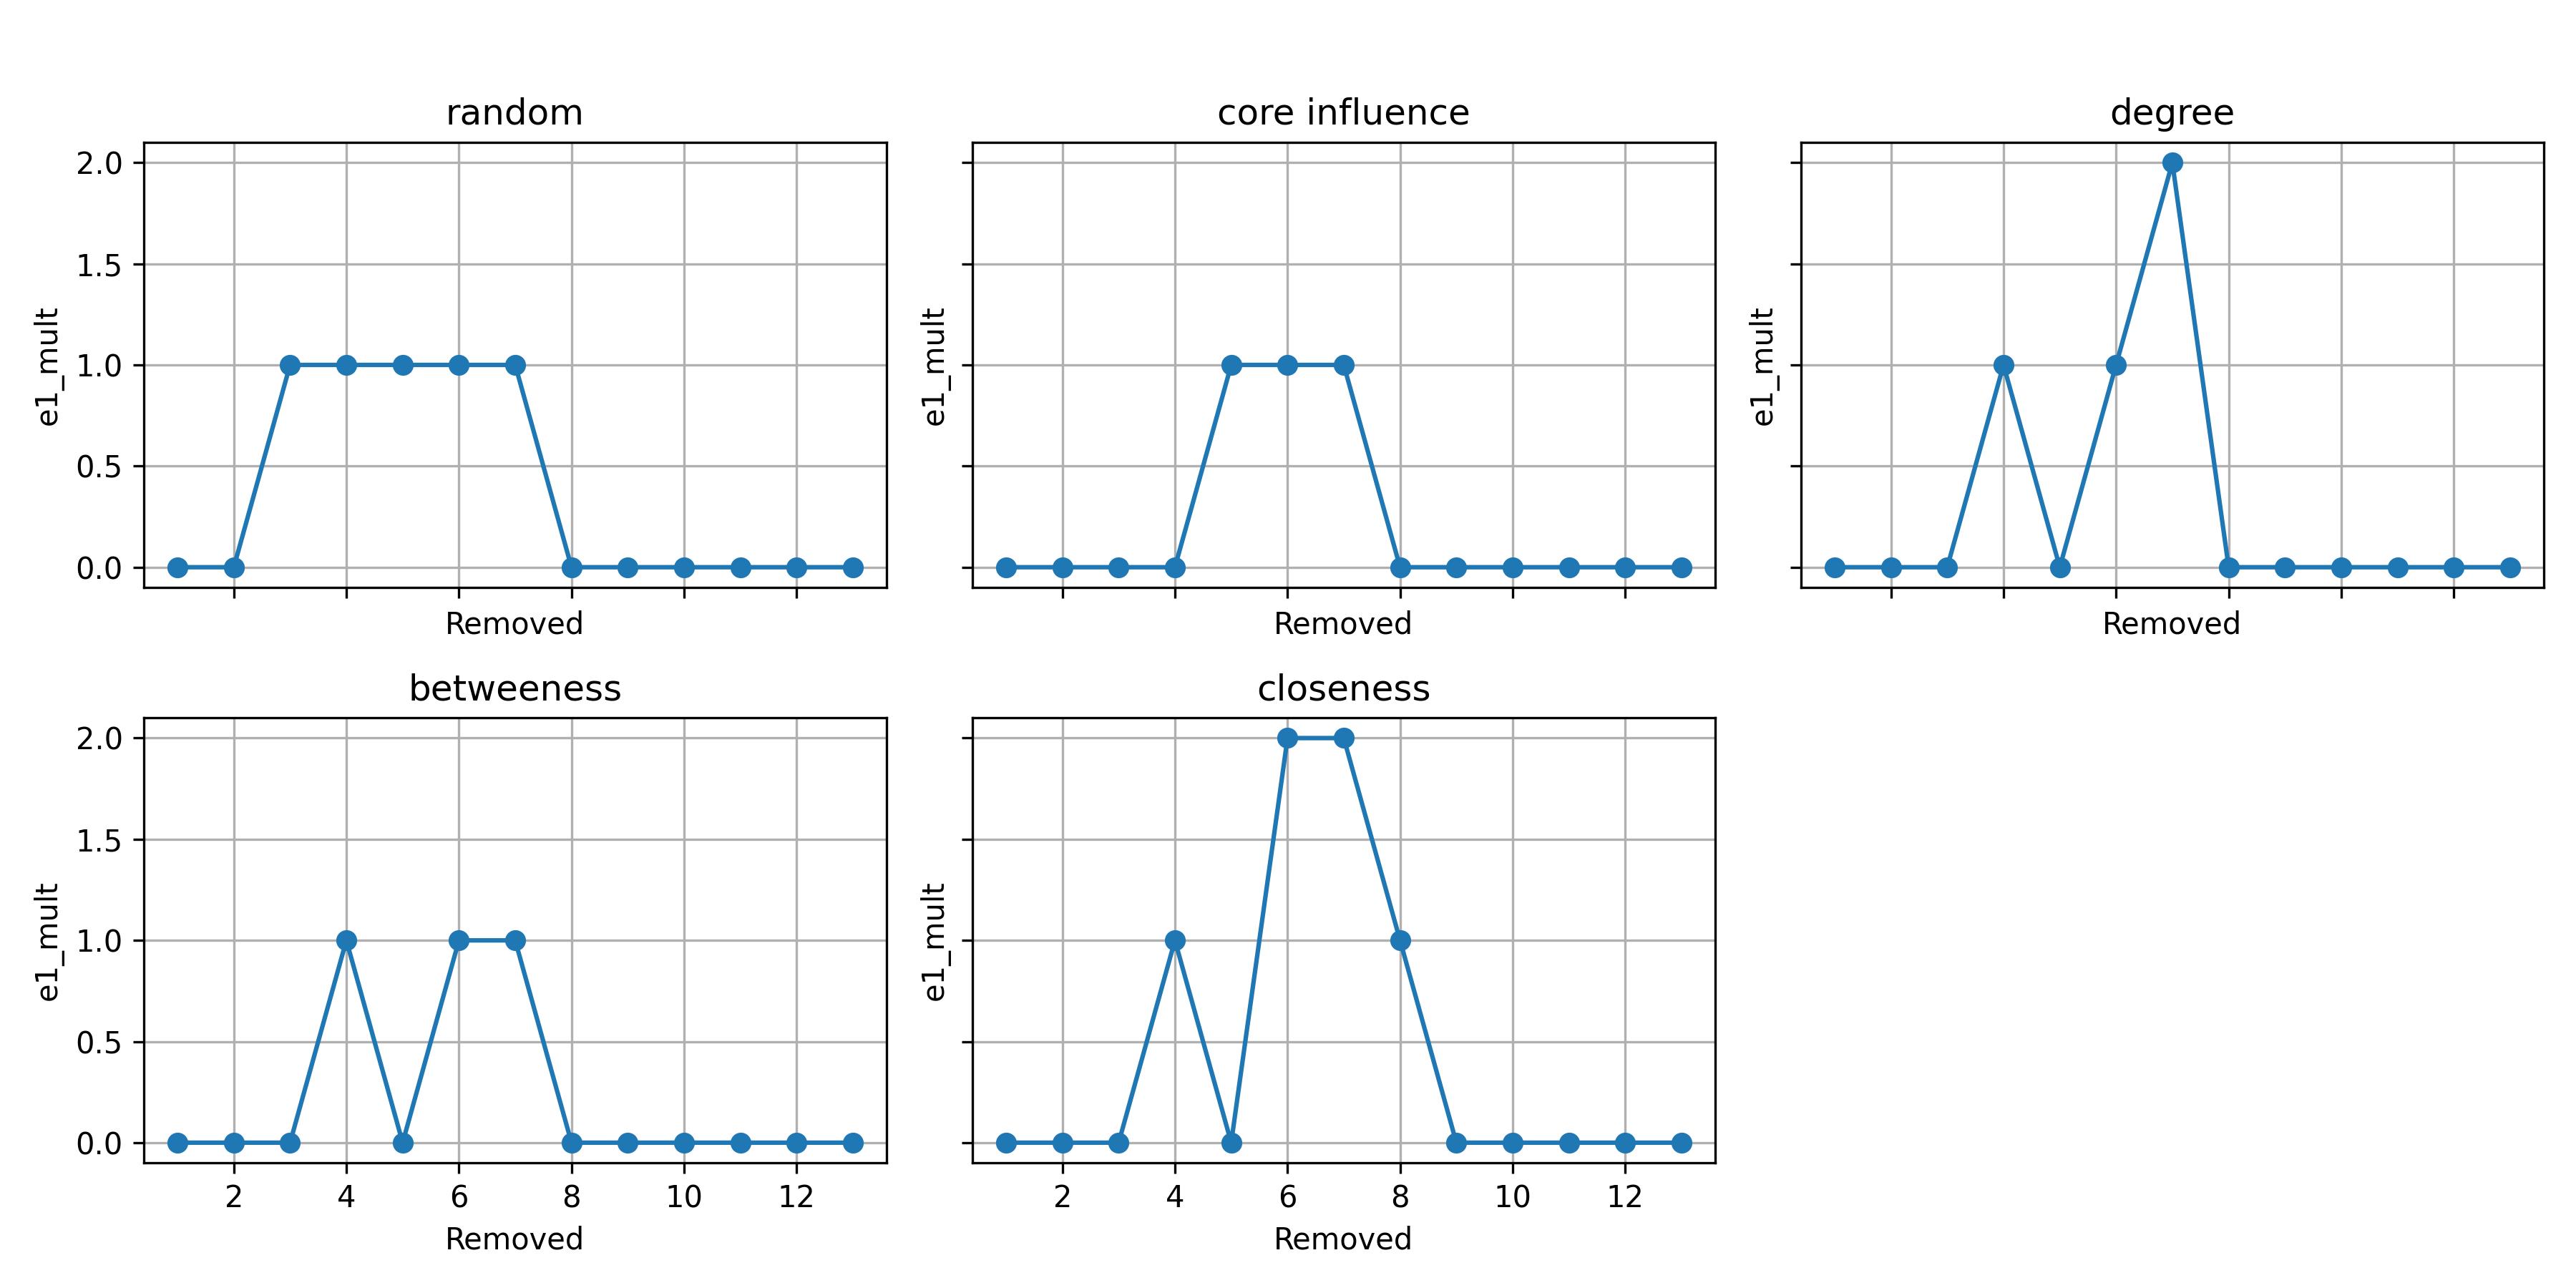 random
2.0
1.5
1.0
0.5
0.0
e1_mult
Removed
core influence
e1_mult
Removed
degree
e1_mult
Removed
betweeness
2.0
1.5
1.0
0.5
0.0
e1_mult
2 4 6 8 10 12
Removed
closeness
e1_mult
2 4 6 8 10 12
Removed